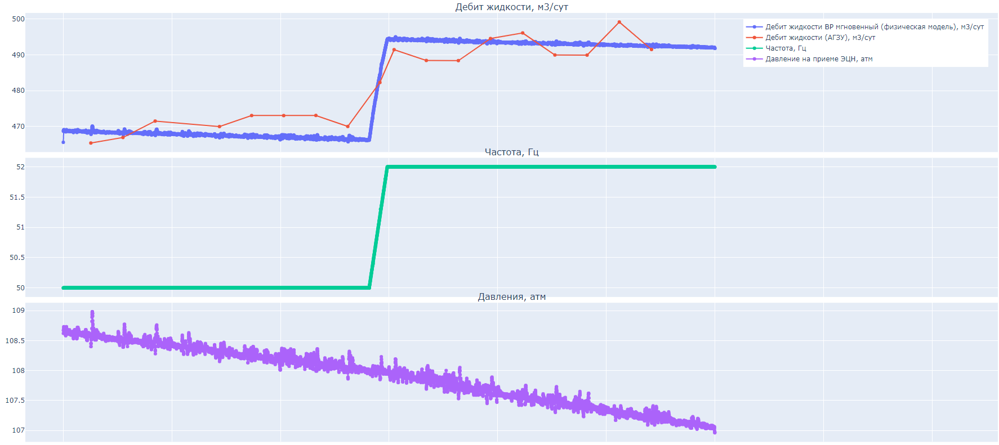 Дебит жидкости, м3/сут
500
490
480
470
Дебит жидкости ВР мгновенный (физическая модель), м3/сут
Дебит жидкости (АГЗУ), м3/сут
Частота, Гц
Давление на приеме ЭЦН, атм
Частота, Гц
52
51.5
51
50.5
50
Давления, атм
109
108.5
108
107.5
107